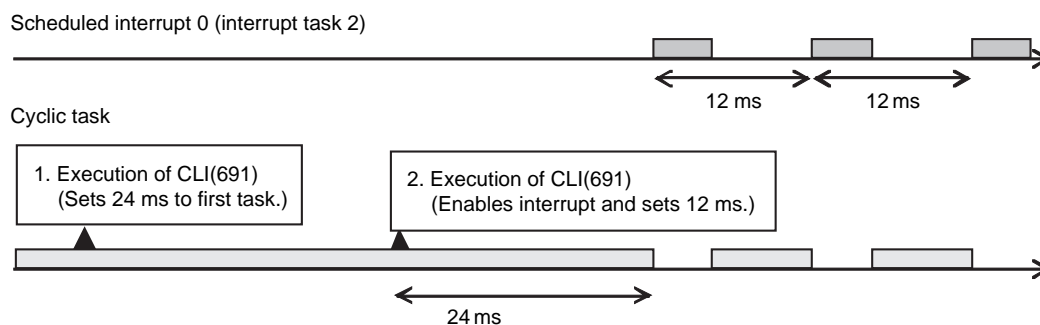 Scheduled interrupt 0 (interrupt task 2)
12 ms
12 ms
Cyclic task
1. Execution of CLI(691)
(Sets 24 ms to first task.)
2. Execution of CLI(691)
(Enables interrupt and sets 12 ms.)
24 ms